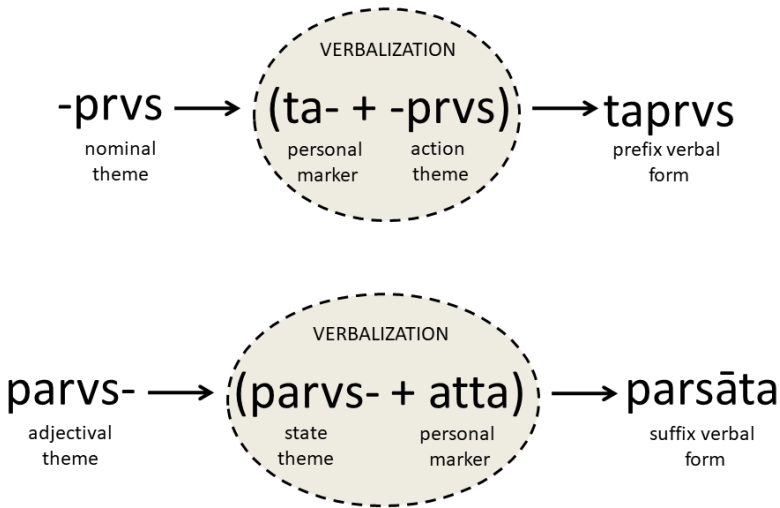 VERBALIZATION
-prvs (ta- + -prvs) taprvs
nominal theme
personal marker
action theme
prefix verbal form
VERBALIZATION
parvs- (parvs- + atta) parsāta
adjectival theme
state theme
personal marker
suffix verbal form